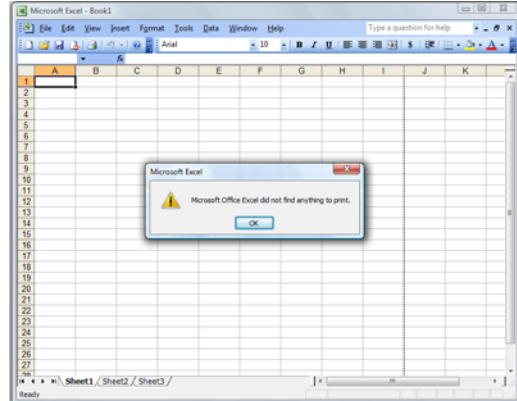 Microsoft Excel - Book1
File Edit View Insert Format Tools Data Window Help Type a question for help
Arial 10 B I U $
fx
A B C D E F G H I J K
1
2
3
4
5
6
7
8
9
Microsoft Excel
10
11
12
Microsoft Office Excel did not find anything to print.
13
14
OK
15
16
17
18
19
20
21
22
23
24
25
26
27
28
Sheet1 / Sheet2 / Sheet3 /
Ready